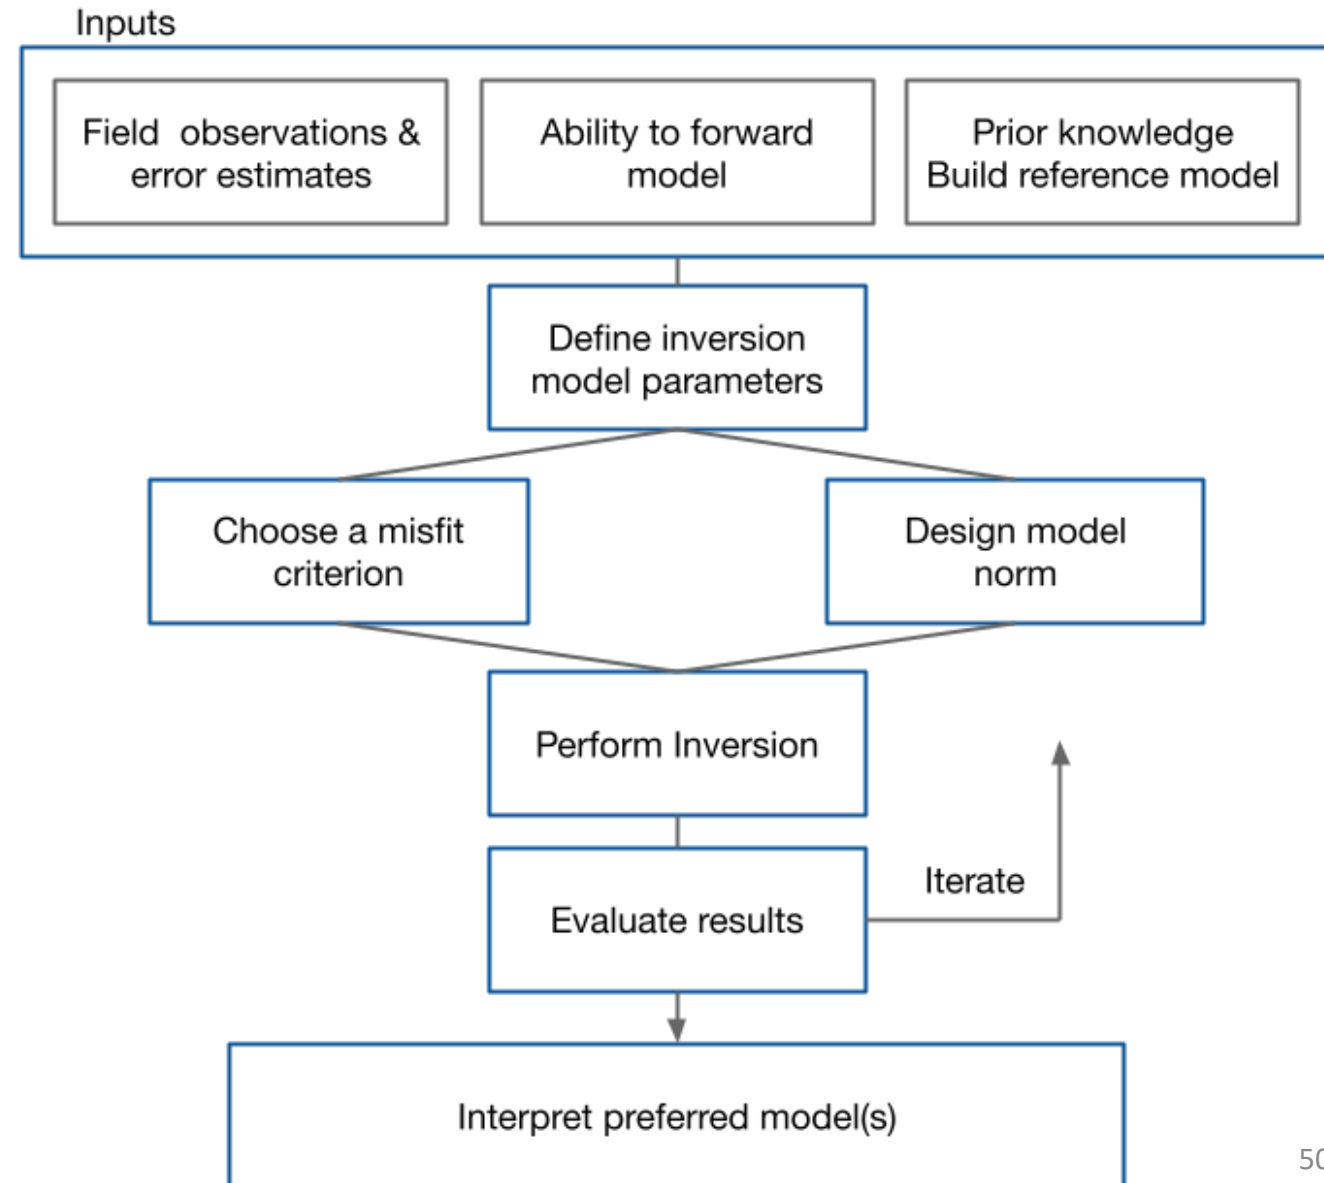 Inputs
Field observations &
error estimates
Ability to forward
model
Prior knowledge
Build reference model
Define inversion
model parameters
Choose a misfit
criterion
Design model
norm
Perform Inversion
Iterate
Evaluate results
Interpret preferred model(s)
50